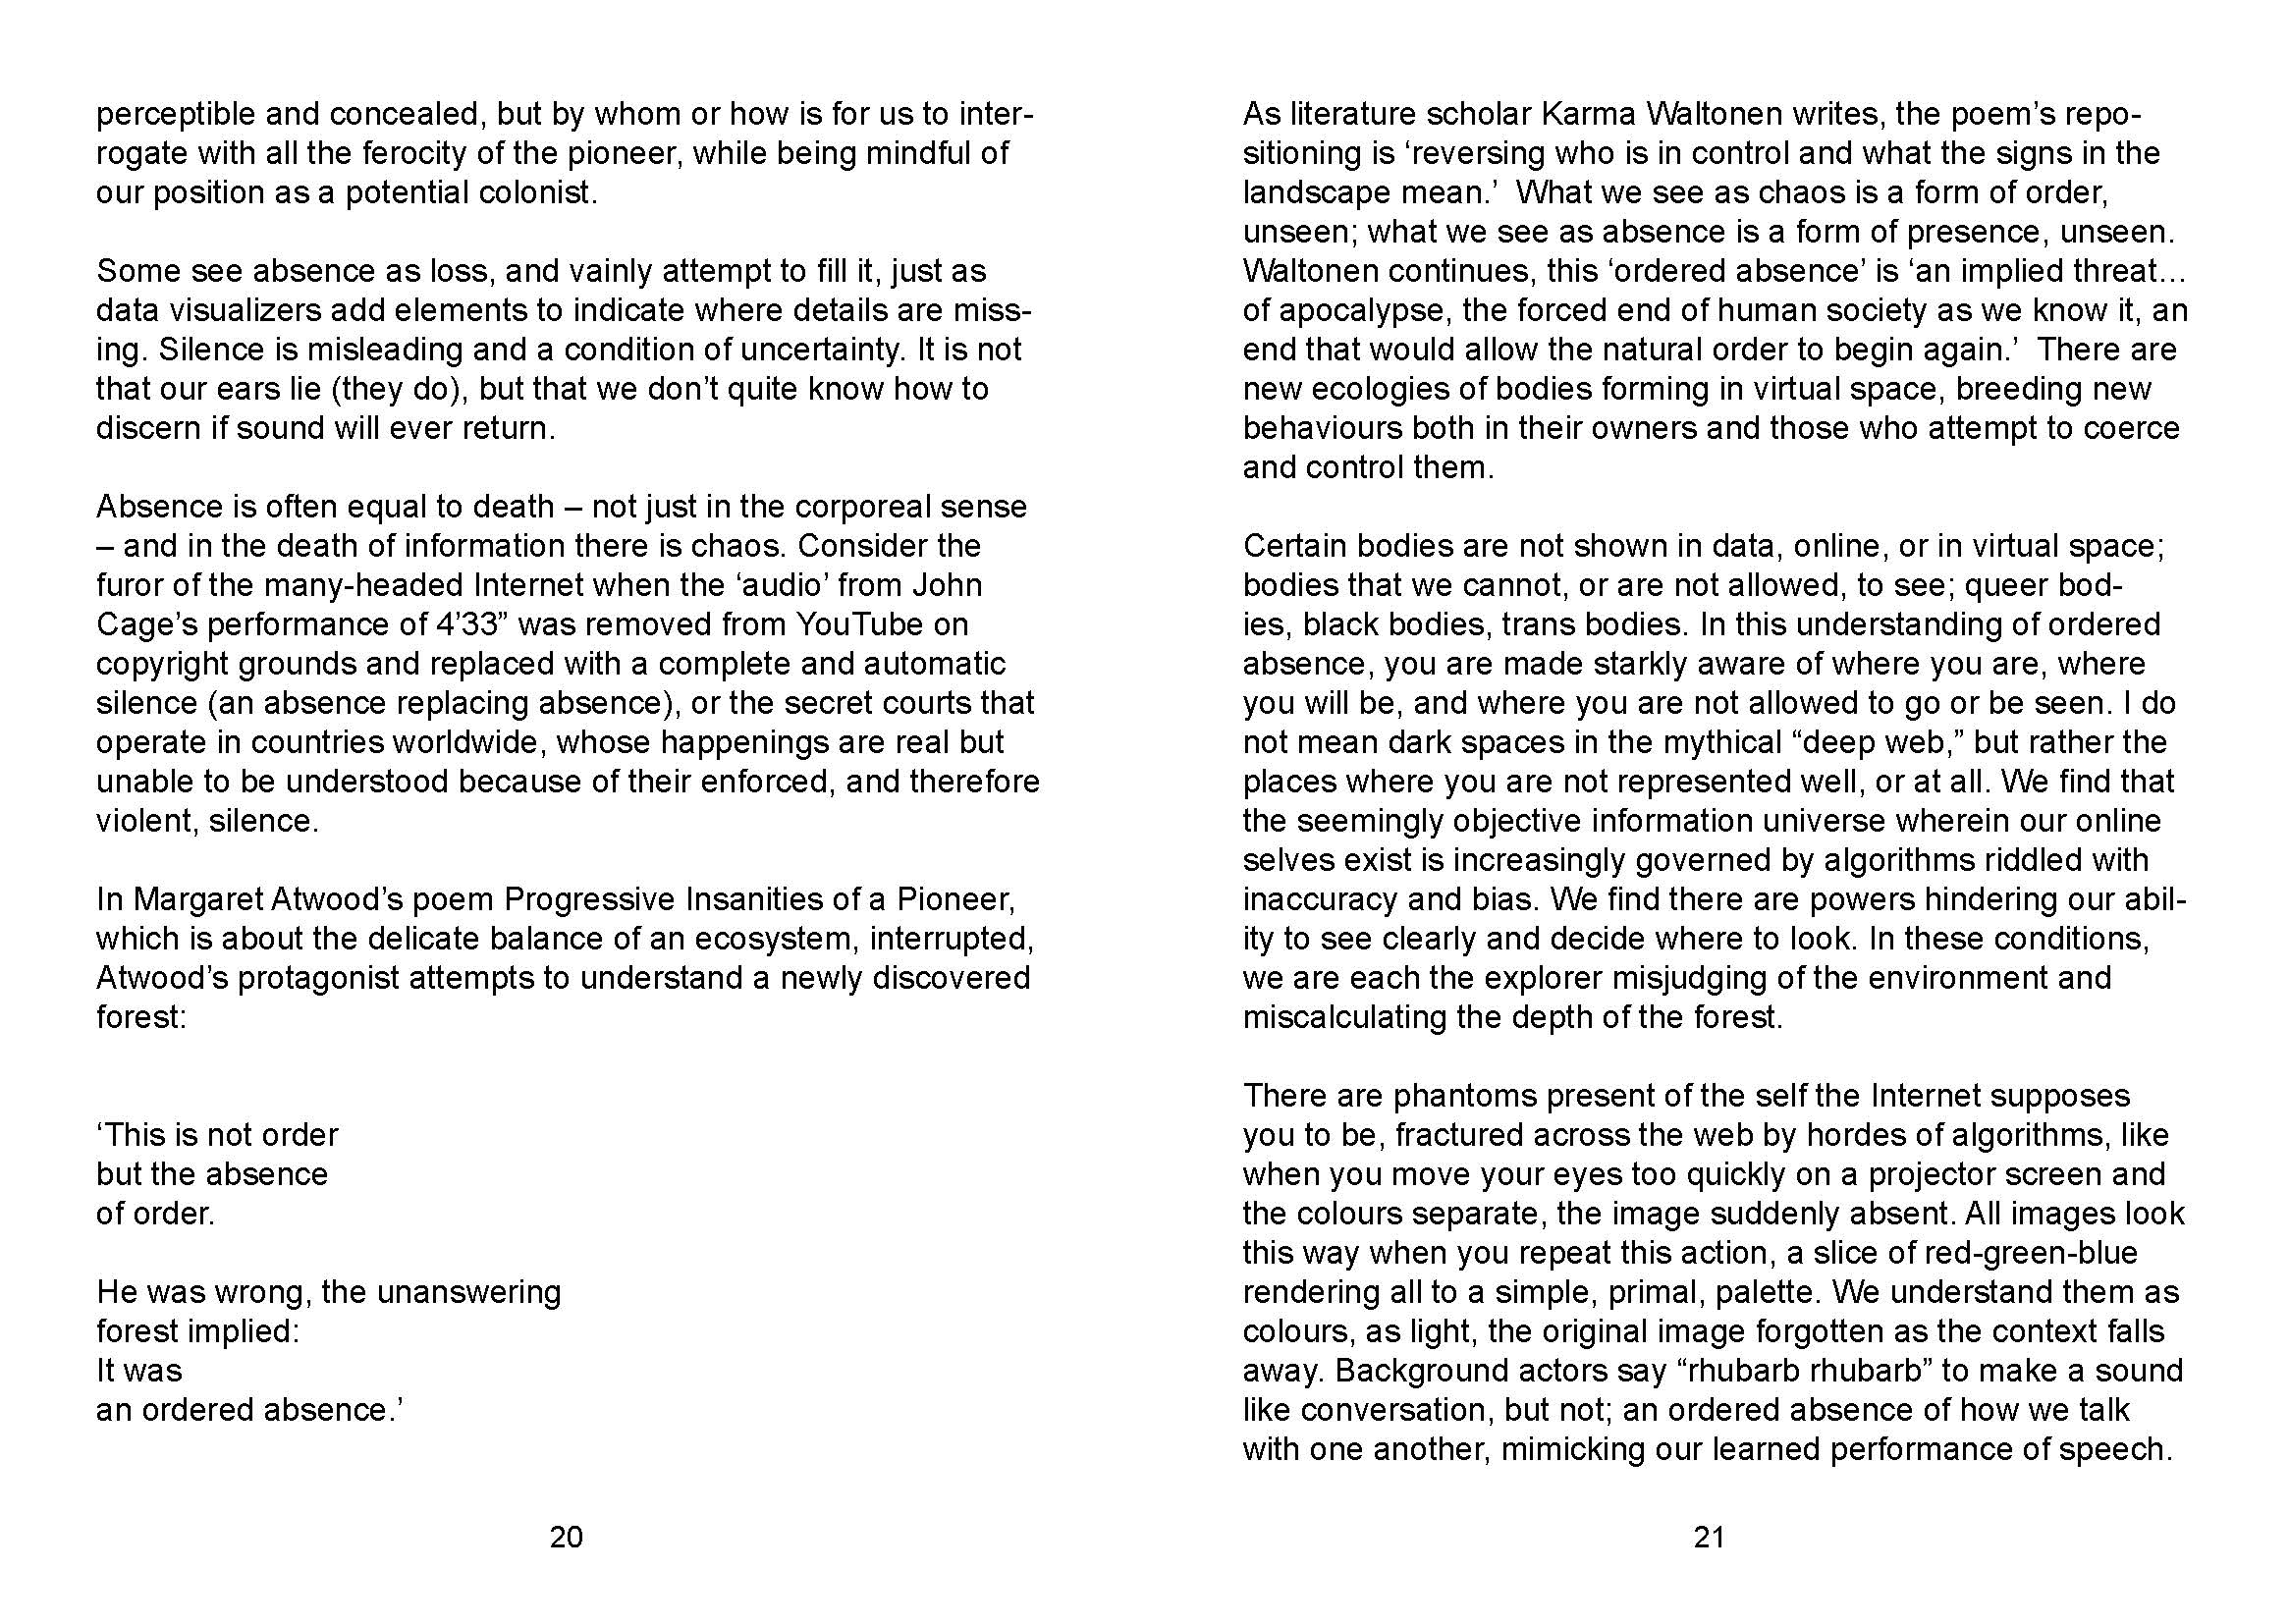 perceptible and concealed, but by whom or how is for us to inter-
rogate with all the ferocity of the pioneer, while being mindful of
our position as a potential colonist.
Some see absence as loss, and vainly attempt to fill it, just as
data visualizers add elements to indicate where details are miss-
ing. Silence is misleading and a condition of uncertainty. It is not
that our ears lie (they do), but that we don’t quite know how to
discern if sound will ever return.
Absence is often equal to death – not just in the corporeal sense
– and in the death of information there is chaos. Consider the
furor of the many-headed Internet when the ‘audio’ from John
Cage’s performance of 4’33” was removed from YouTube on
copyright grounds and replaced with a complete and automatic
silence (an absence replacing absence), or the secret courts that
operate in countries worldwide, whose happenings are real but
unable to be understood because of their enforced, and therefore
violent, silence.
In Margaret Atwood’s poem Progressive Insanities of a Pioneer,
which is about the delicate balance of an ecosystem, interrupted,
Atwood’s protagonist attempts to understand a newly discovered
forest:
‘This is not order
but the absence
of order.
He was wrong, the unanswering
forest implied:
It was
an ordered absence.’
20
As literature scholar Karma Waltonen writes, the poem’s repo-
sitioning is ‘reversing who is in control and what the signs in the
landscape mean.’  What we see as chaos is a form of order,
unseen; what we see as absence is a form of presence, unseen.
Waltonen continues, this ‘ordered absence’ is ‘an implied threat...
of apocalypse, the forced end of human society as we know it, an
end that would allow the natural order to begin again.’  There are
new ecologies of bodies forming in virtual space, breeding new
behaviours both in their owners and those who attempt to coerce
and control them.
Certain bodies are not shown in data, online, or in virtual space;
bodies that we cannot, or are not allowed, to see; queer bod-
ies, black bodies, trans bodies. In this understanding of ordered
absence, you are made starkly aware of where you are, where
you will be, and where you are not allowed to go or be seen. I do
not mean dark spaces in the mythical “deep web,” but rather the
places where you are not represented well, or at all. We find that
the seemingly objective information universe wherein our online
selves exist is increasingly governed by algorithms riddled with
inaccuracy and bias. We find there are powers hindering our abil-
ity to see clearly and decide where to look. In these conditions,
we are each the explorer misjudging of the environment and
miscalculating the depth of the forest.
There are phantoms present of the self the Internet supposes
you to be, fractured across the web by hordes of algorithms, like
when you move your eyes too quickly on a projector screen and
the colours separate, the image suddenly absent. All images look
this way when you repeat this action, a slice of red-green-blue
rendering all to a simple, primal, palette. We understand them as
colours, as light, the original image forgotten as the context falls
away. Background actors say “rhubarb rhubarb” to make a sound
like conversation, but not; an ordered absence of how we talk
with one another, mimicking our learned performance of speech.
21